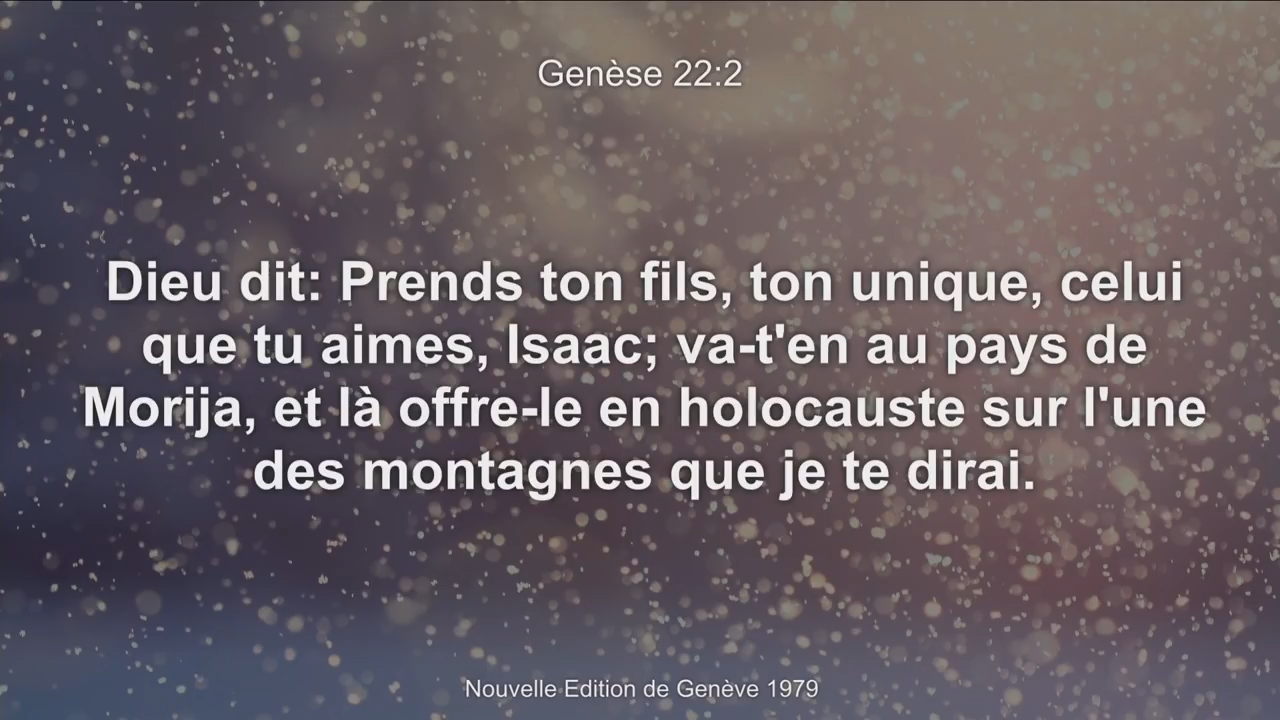 Genèse 22:2
Dieu dit: Prends ton fils, ton unique, celui
que tu aimes, Isaac; va-t'en au pays de
Morija, et là offre-le en holocauste sur l'une
des montagnes que je te dirai.
Nouvelle Edition de Genève 1979